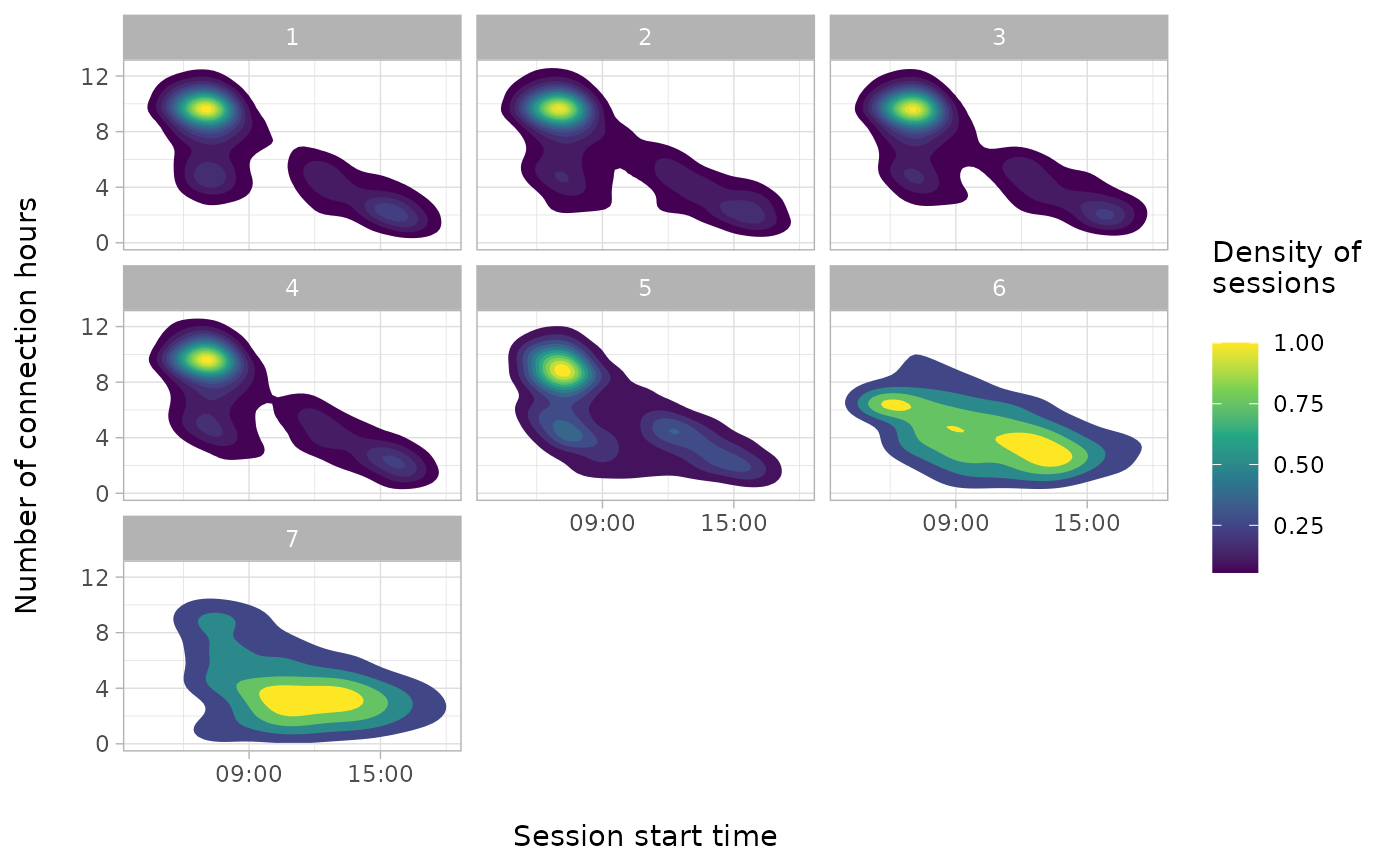 1 2 3
12
8
4
0
4 5 6
12
8
4
0
09:00 15:00 09:00 15:00
7
12
8
4
0
09:00 15:00
Session start time
Number of connection hours
Density of
sessions
1.00
0.75
0.50
0.25